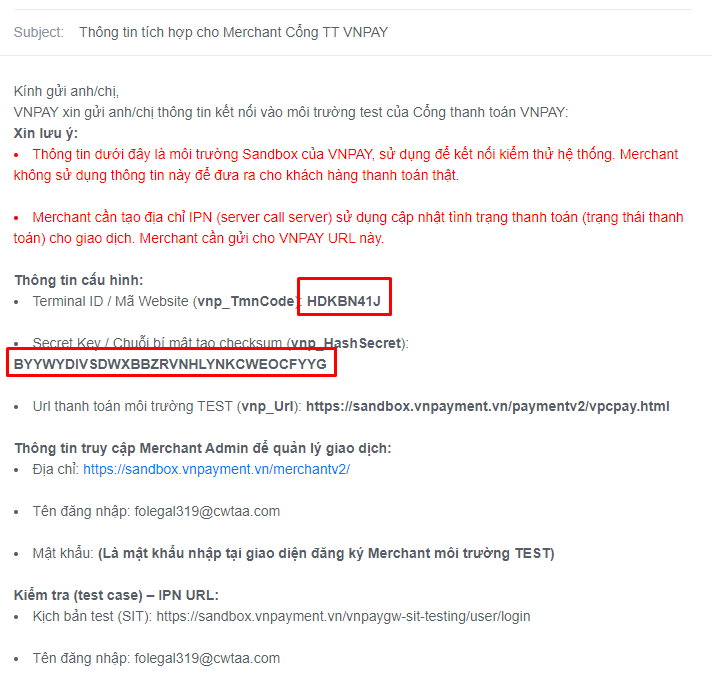 Subject: Thông tin tích hợp cho Merchant Cổng TT VNPAY
Kính gửi anh/chị,
VNPAY xin gửi anh/chị thông tin kết nối vào môi trường test của Cổng thanh toán VNPAY:
Xin lưu ý:
• Thông tin dưới đây là môi trường Sandbox của VNPAY, sử dụng để kết nối kiểm thử hệ thống. Merchant
không sử dụng thông tin này để đưa ra cho khách hàng thanh toán thật.
• Merchant cần tạo địa chỉ IPN (server call server) sử dụng cập nhật tình trạng thanh toán (trạng thái thanh
toán) cho giao dịch. Merchant cần gửi cho VNPAY URL này.
Thông tin cấu hình:
• Terminal ID / Mã Website (vnp_TmnCode): HDKBN41J
• Secret Key / Chuỗi bí mật tạo checksum (vnp_HashSecret):
BYYWYDIVSDWXBBZRVNHLYNKCWEOCFYYG
• Url thanh toán môi trường TEST (vnp_Url): https://sandbox.vnpayment.vn/paymentv2/vpcpay.html
Thông tin truy cập Merchant Admin để quản lý giao dịch:
• Địa chỉ: https://sandbox.vnpayment.vn/merchantv2/
• Tên đăng nhập: folegal319@cwtaa.com
• Mật khẩu: (Là mật khẩu nhập tại giao diện đăng ký Merchant môi trường TEST)
Kiểm tra (test case) – IPN URL:
• Kịch bản test (SIT): https://sandbox.vnpayment.vn/vnpaygw-sit-testing/user/login
• Tên đăng nhập: folegal319@cwtaa.com